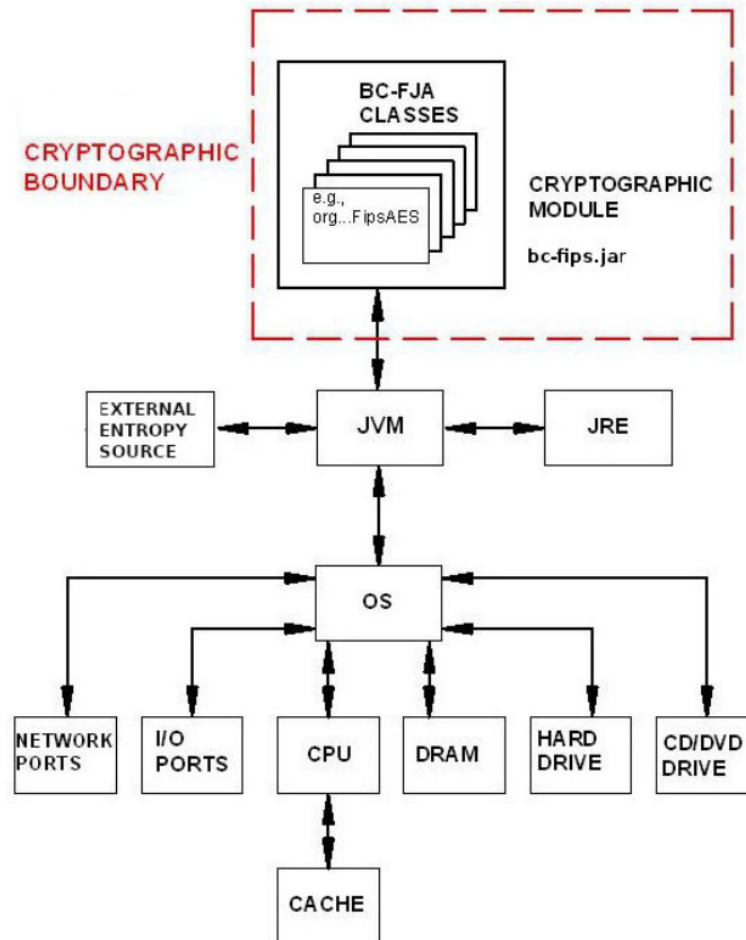 BC-FJA
CLASSES
CRYPTOGRAPHIC
BOUNDARY
e.g.,
org...FipsAES
CRYPTOGRAPHIC
MODULE
bc-fips.jar
EXTERNAL
ENTROPY
SOURCE
JVM
JRE
OS
NETWORK
PORTS
I/O
PORTS
CPU
DRAM
HARD
DRIVE
CD/DVD
DRIVE
CACHE